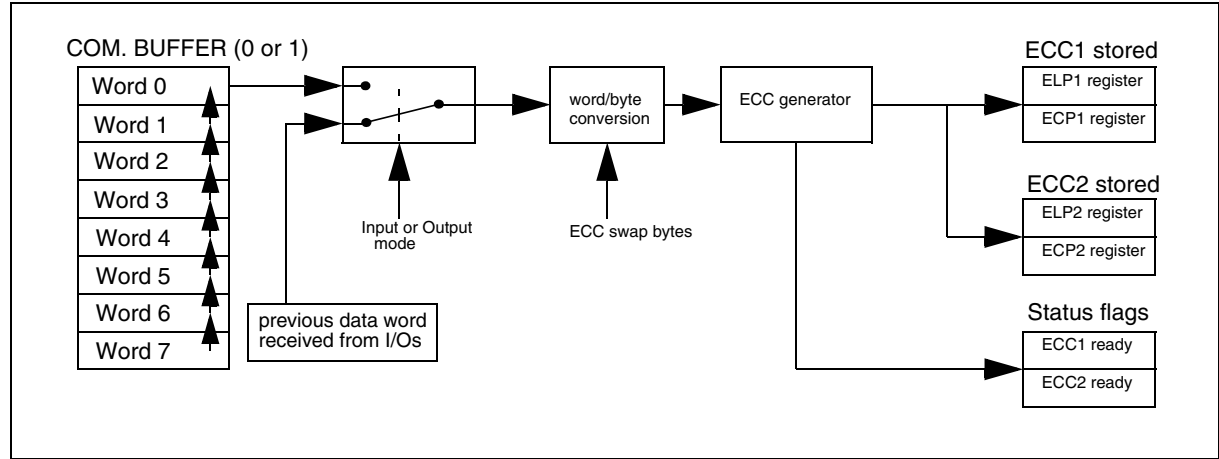 COM. BUFFER (0 or 1)
Word 0
Word 1
Word 2
Word 3
Word 4
Word 5
Word 6
Word 7
previous data word
received from I/Os
Input or Output
mode
word/byte
conversion
ECC swap bytes
ECC generator
ECC1 stored
ELP1 register
ECP1 register
ECC2 stored
ELP2 register
ECP2 register
Status flags
ECC1 ready
ECC2 ready